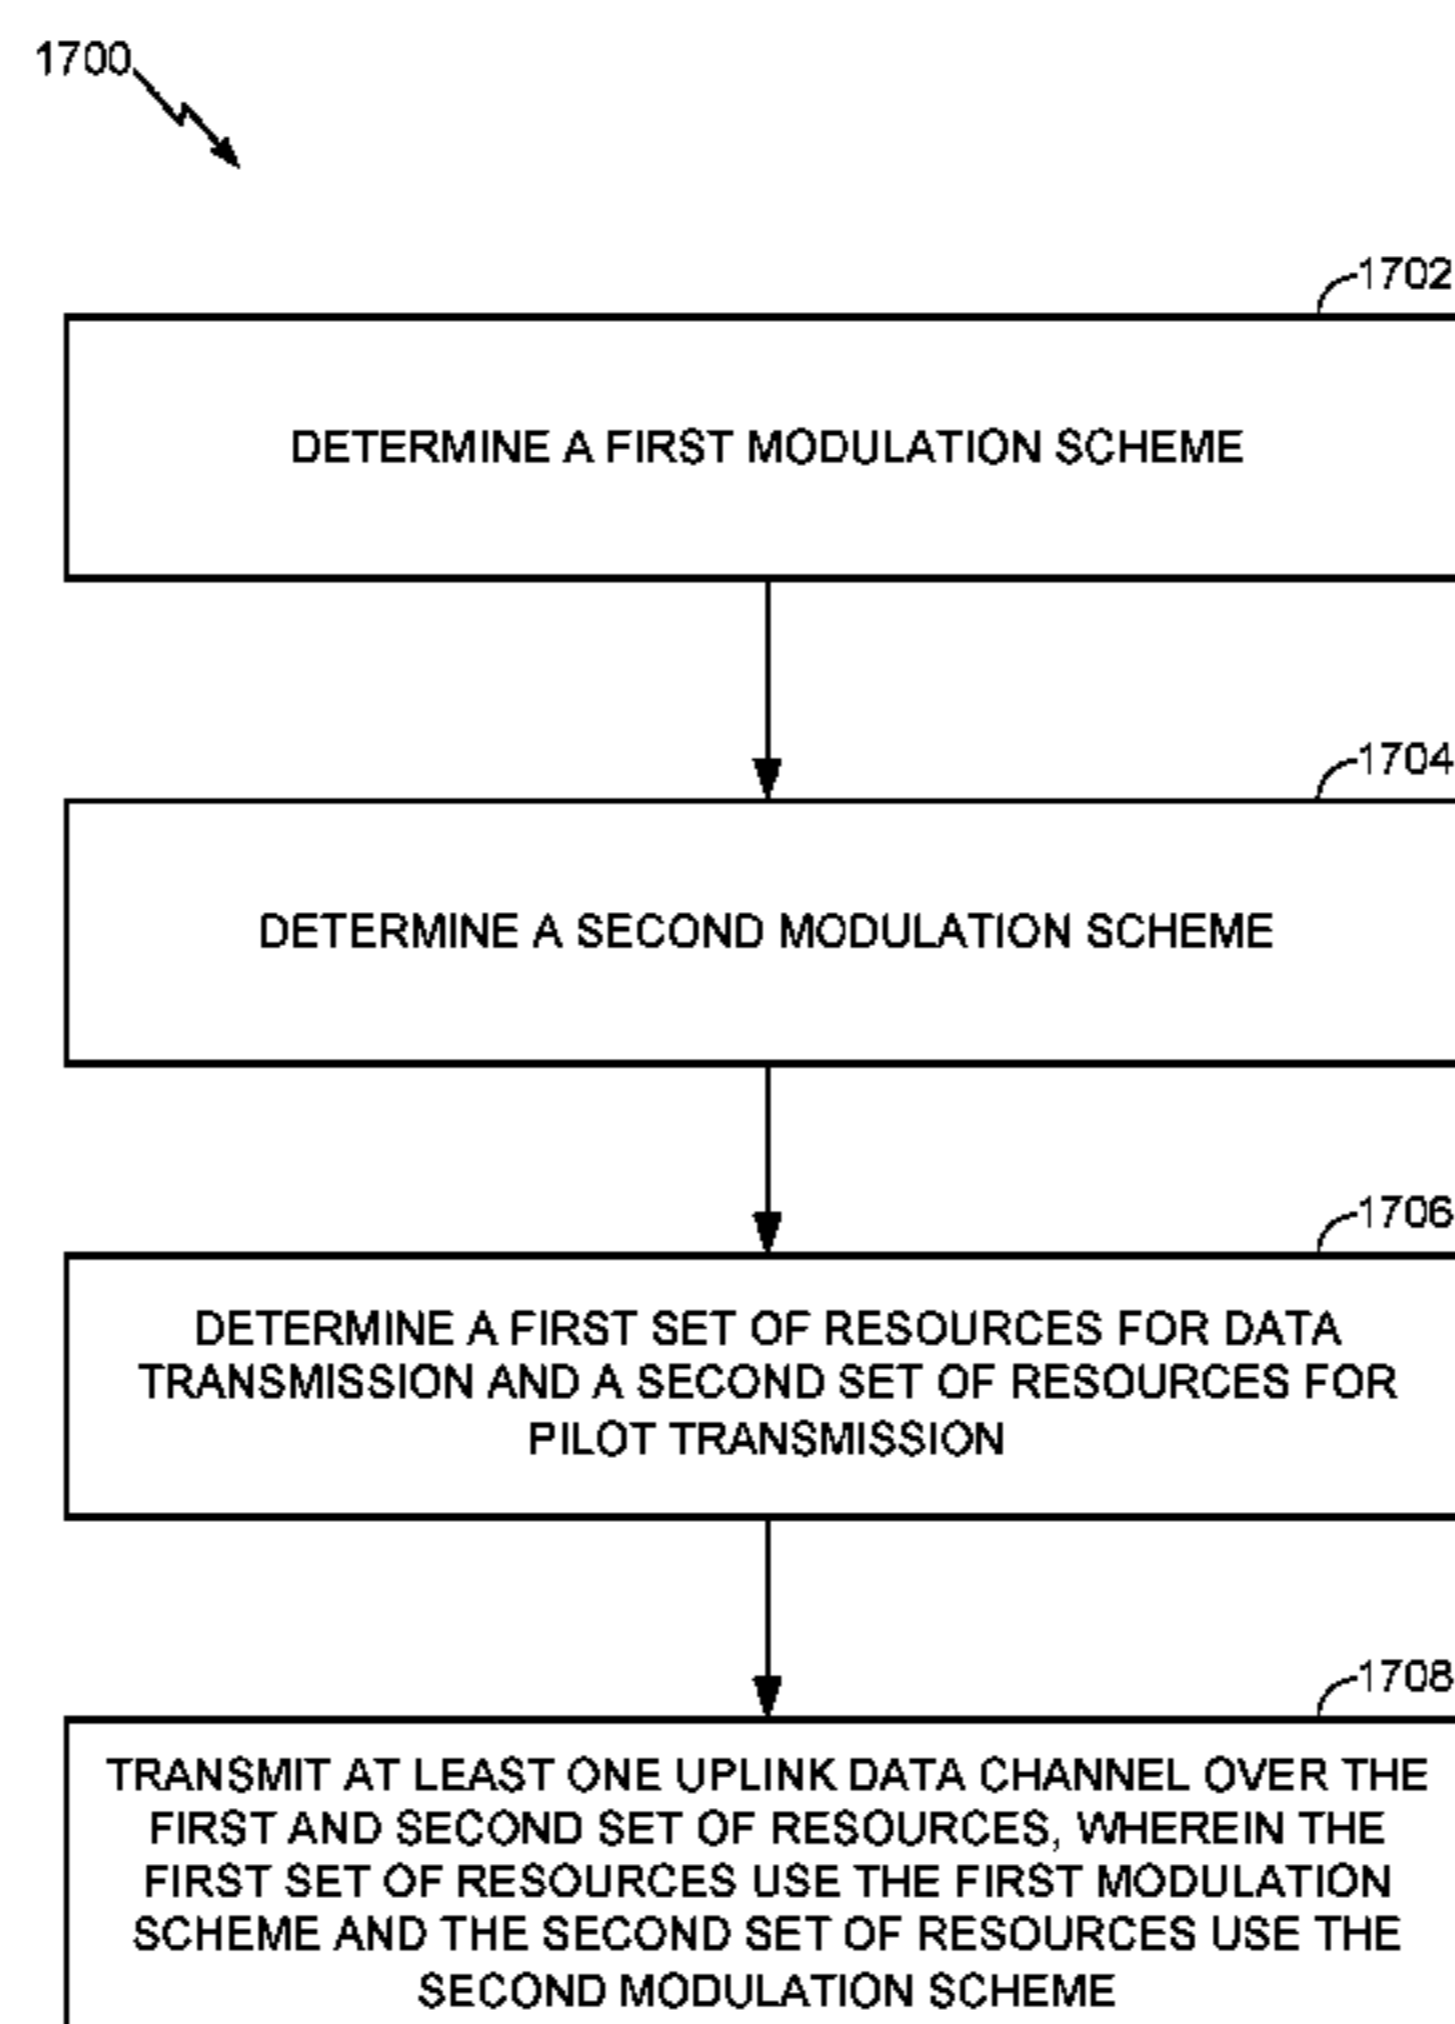 1700
1702
DETERMINE A FIRST MODULATION SCHEME
1704
DETERMINE A SECOND MODULATION SCHEME
1706
DETERMINE A FIRST SET OF RESOURCES FOR DATA
TRANSMISSION AND A SECOND SET OF RESOURCES FOR
PILOT TRANSMISSION
1708
TRANSMIT AT LEAST ONE UPLINK DATA CHANNEL OVER THE
FIRST AND SECOND SET OF RESOURCES, WHEREIN THE
FIRST SET OF RESOURCES USE THE FIRST MODULATION
SCHEME AND THE SECOND SET OF RESOURCES USE THE
SECOND MODULATION SCHEME